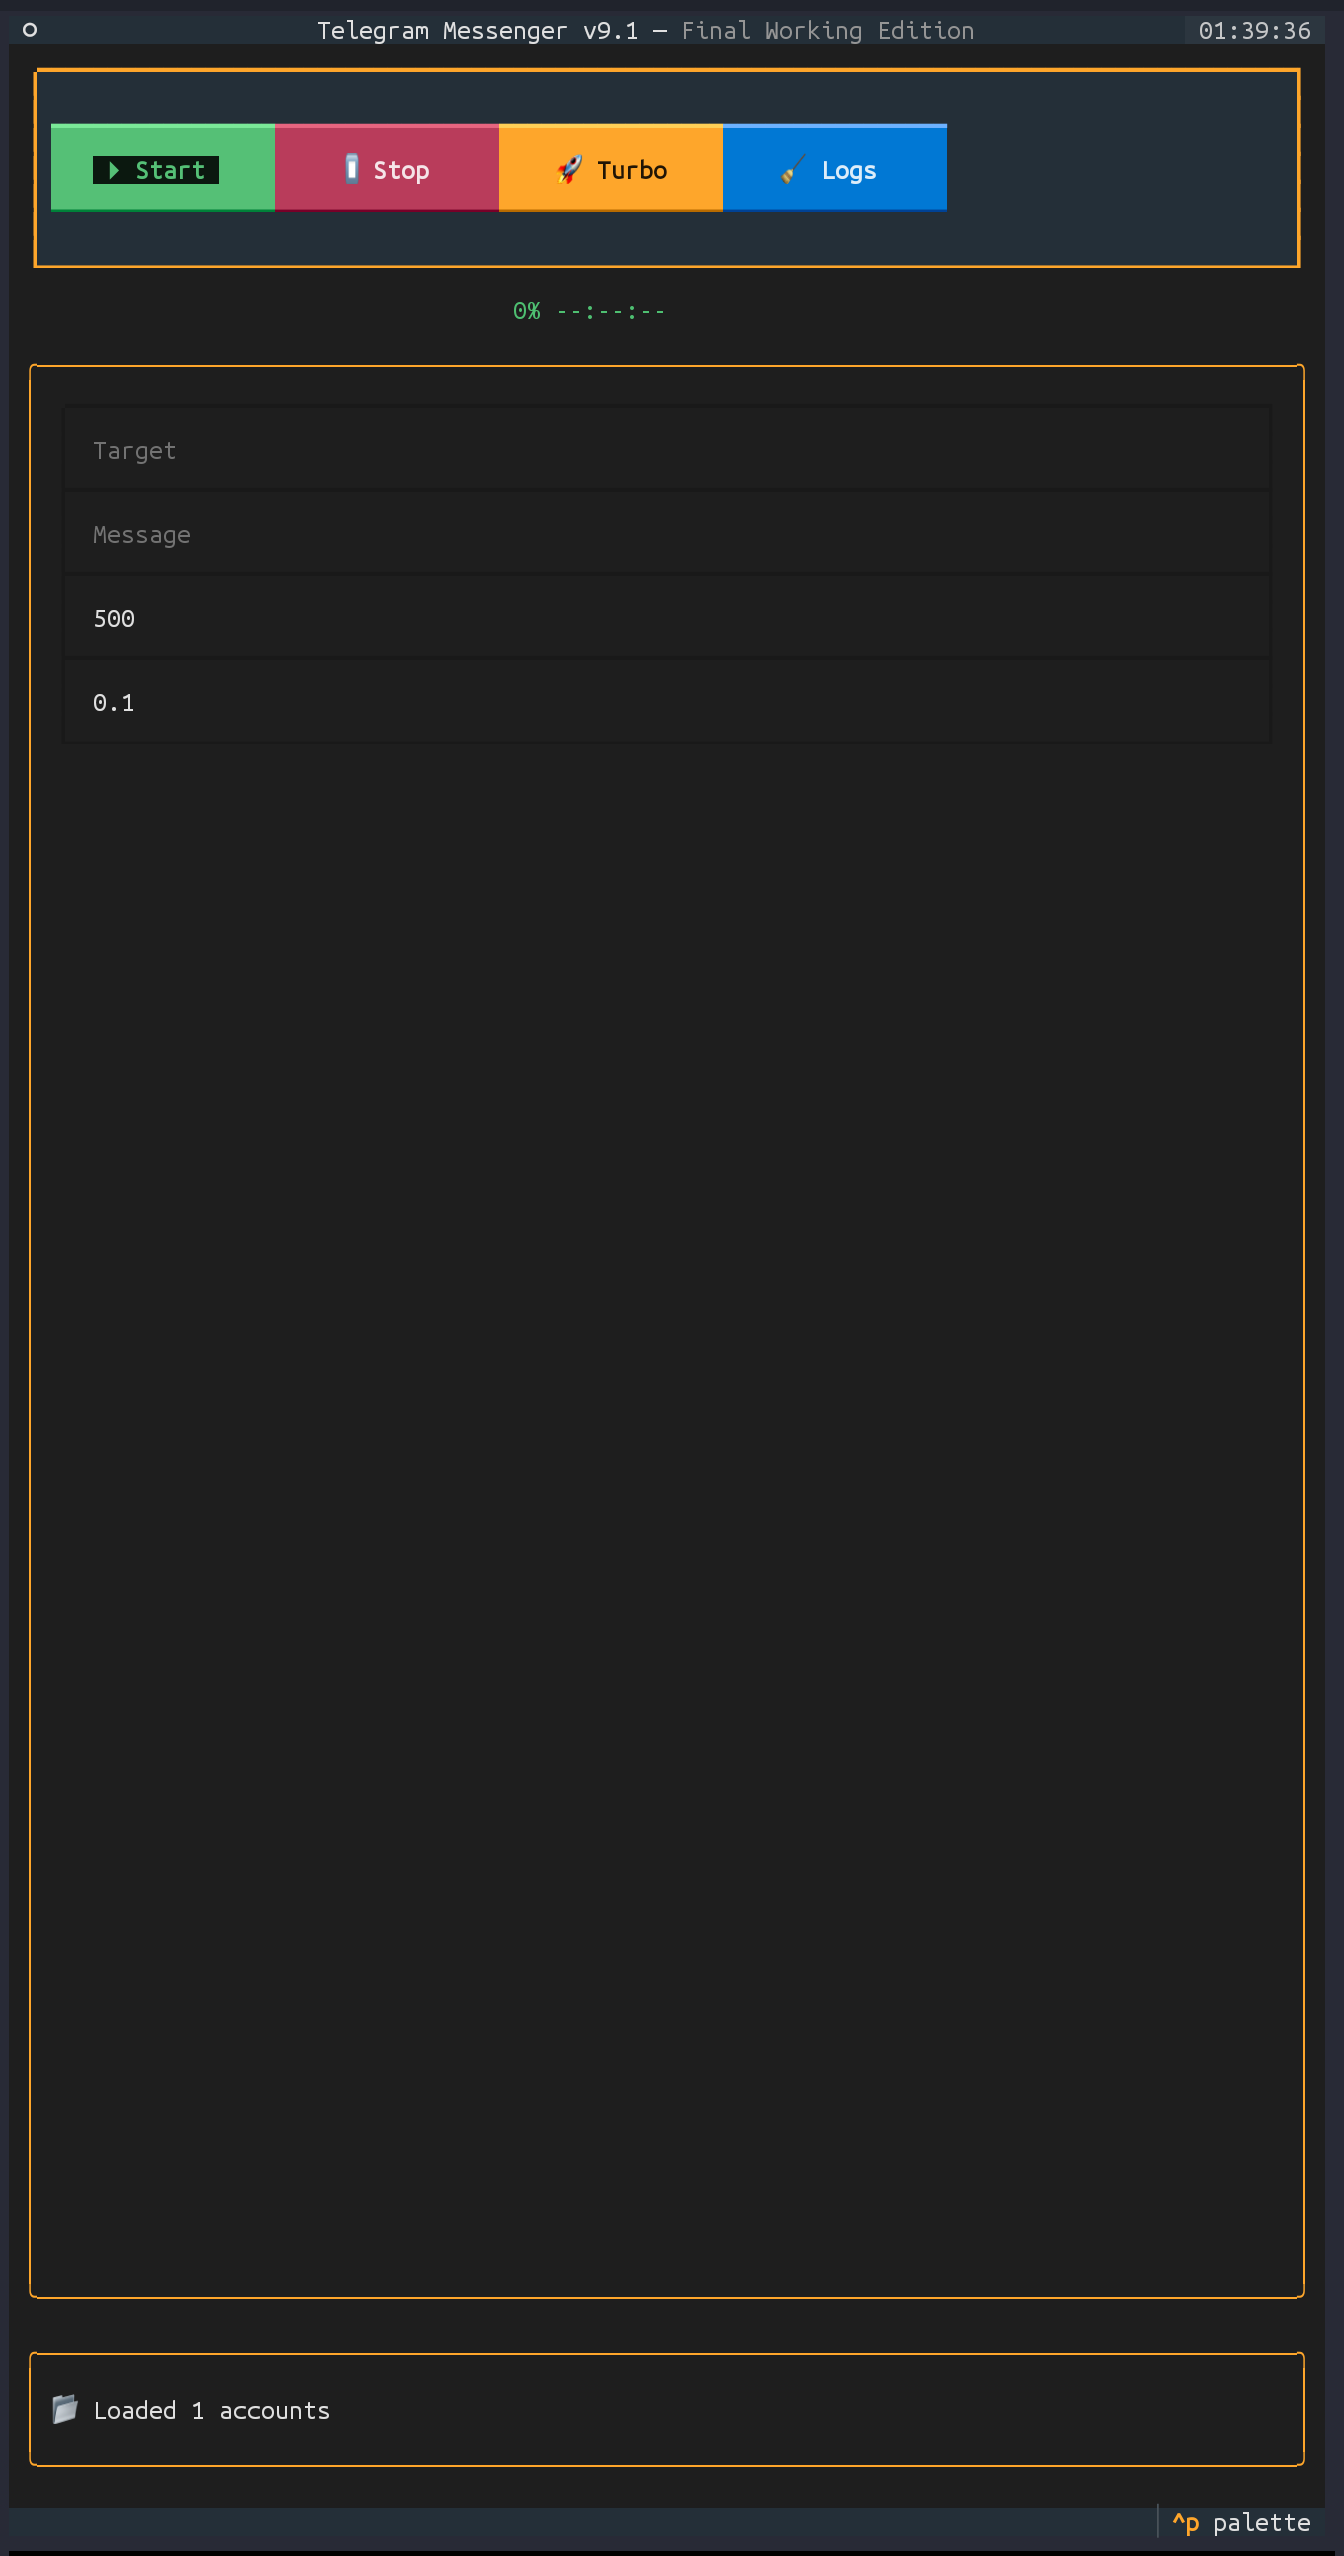 Telegram Messenger v9.1 — Final Working Edition 01:39:36
Start Stop Turbo Logs
0% --:--:--
Target
Message
500
0.1
Loaded 1 accounts
^p palette